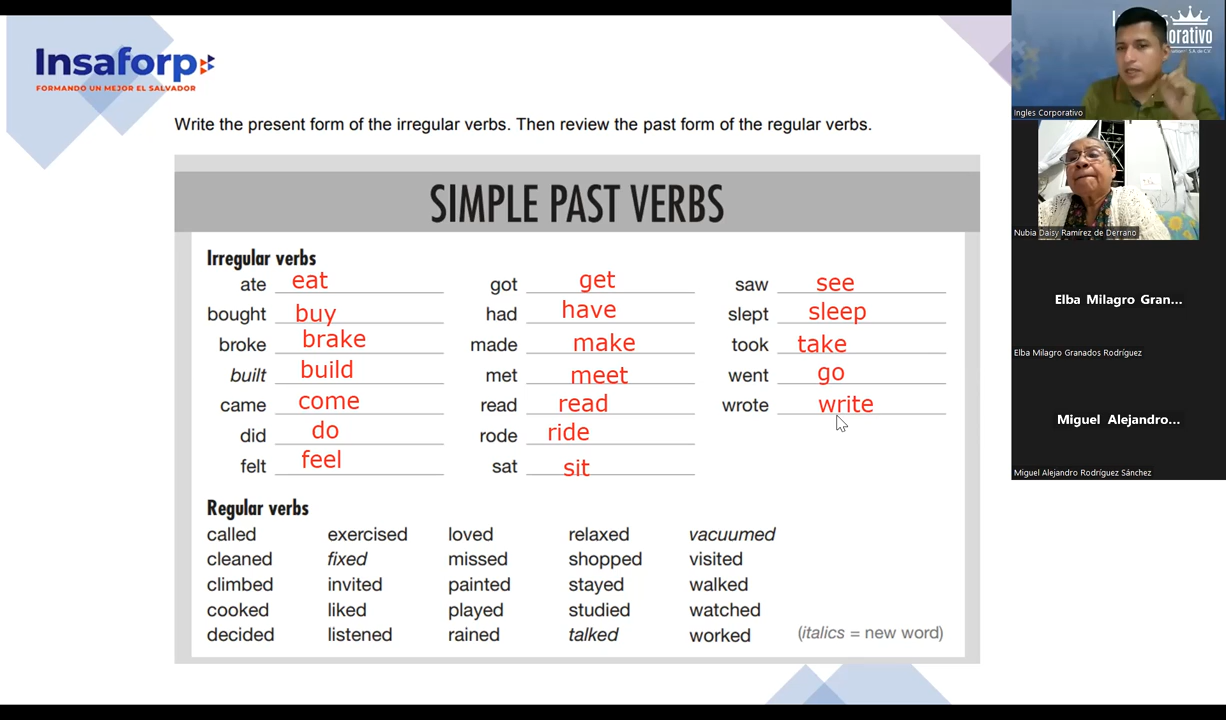 Insaforp
FORMANDO UN MEJOR EL SALVADOR
Write the present form of the irregular verbs. Then review the past form of the regular verbs.
SIMPLE PAST VERBS
Irregular verbs
ate eat
bought buy
broke brake
built build
came come
did do
felt feel
got get
had have
made make
met meet
read read
rode ride
sat sit
saw see
slept sleep
took take
went go
wrote write
Regular verbs
called exercised loved relaxed vacuumed
cleaned fixed missed shopped visited
climbed invited painted stayed walked
cooked liked played studied watched
decided listened rained talked worked
(italics = new word)
Ingles Corporativo
Nubia Daisy Ramírez de Derrano
Elba Milagro Gran...
Elba Milagro Granados Rodríguez
Miguel Alejandro...
Miguel Alejandro Rodríguez Sánchez